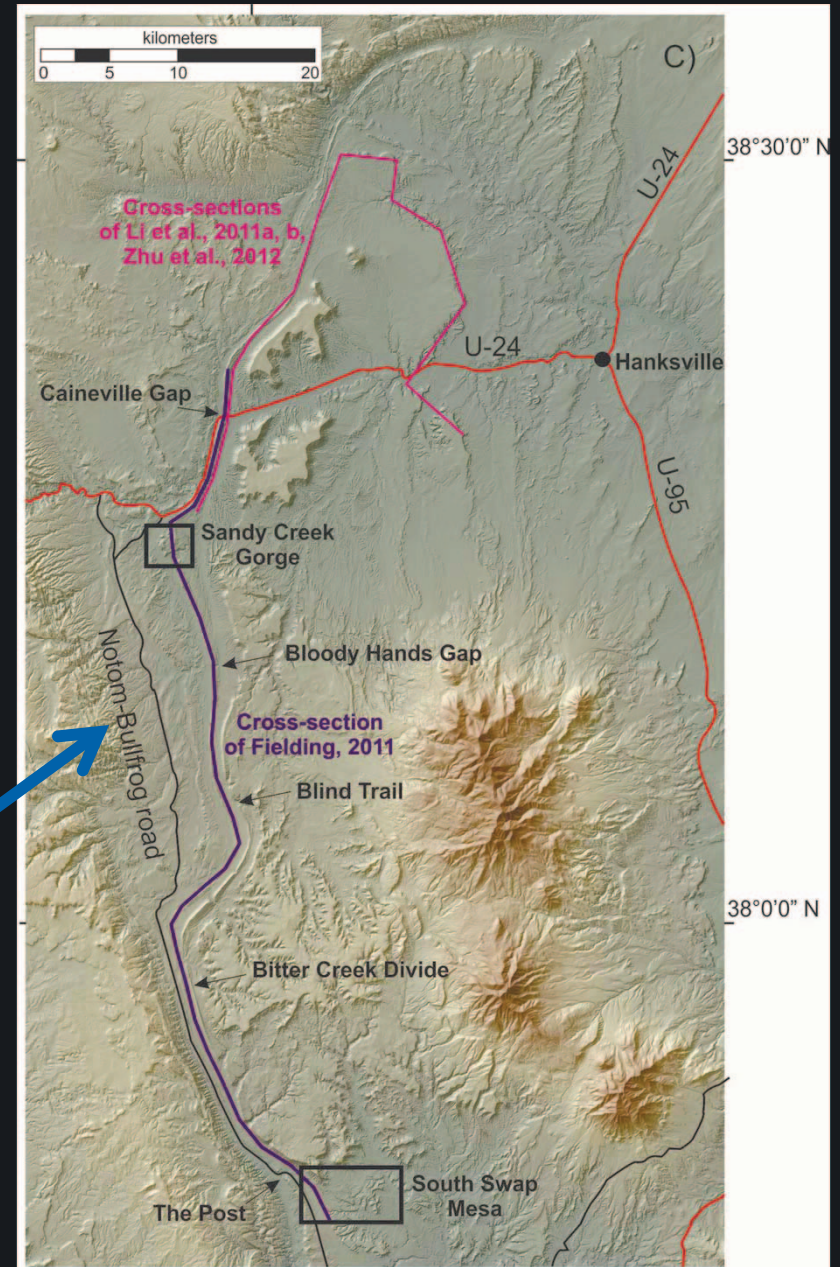 kilometers
0 5 10 20
C)
38°30'0" N
U-24
Cross-sections
of Li et al., 2011a, b,
Zhu et al., 2012
U-24
Hanksville
Caineville Gap
U-95
Sandy Creek
Gorge
Notom-Bullfrog road
Bloody Hands Gap
Cross-section
of Fielding, 2011
Blind Trail
38°0'0" N
Bitter Creek Divide
South Swap
Mesa
The Post